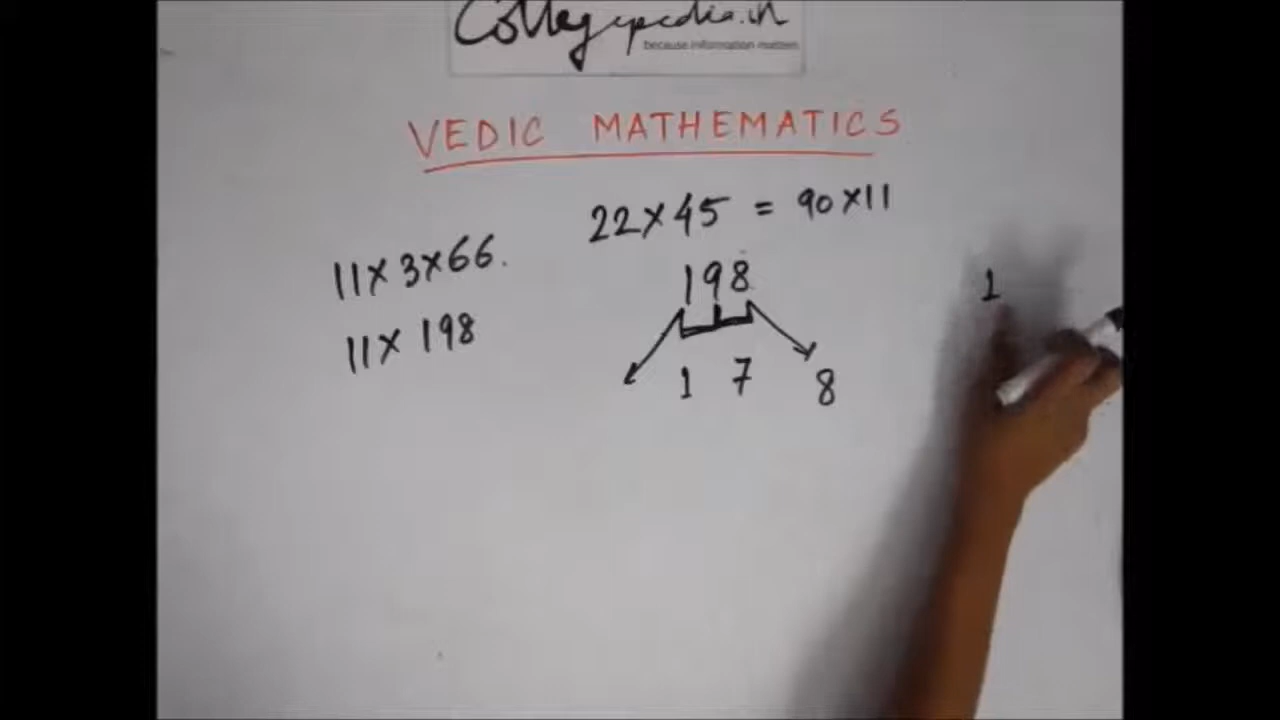 Collegepedia.in
because information matters
VEDIC MATHEMATICS
22 × 45 = 90 × 11
11 × 3 × 66.
198
1
11 × 198
1 7 8